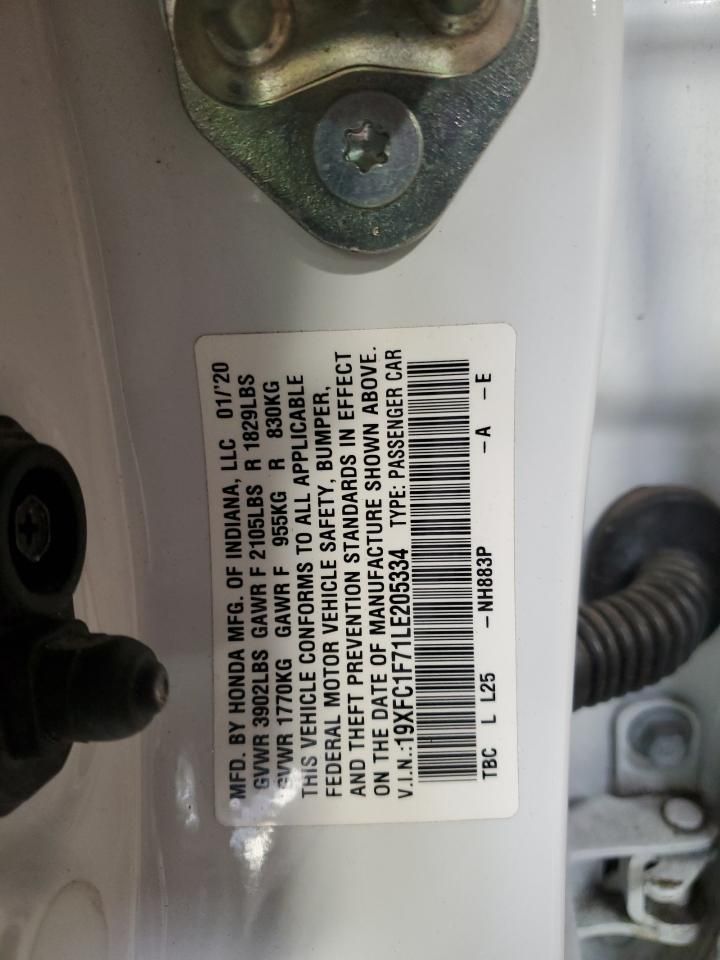 MFD. BY HONDA MFG. OF INDIANA, LLC 01/'20
GVWR 3902LBS GAWR F 2105LBS R 1829LBS
GVWR 1770KG GAWR F 955KG R 830KG
THIS VEHICLE CONFORMS TO ALL APPLICABLE
FEDERAL MOTOR VEHICLE SAFETY, BUMPER,
AND THEFT PREVENTION STANDARDS IN EFFECT
ON THE DATE OF MANUFACTURE SHOWN ABOVE.
V.I.N.:19XFC1F71LE205334 TYPE: PASSENGER CAR
TBC L L25 -NH883P -A -E